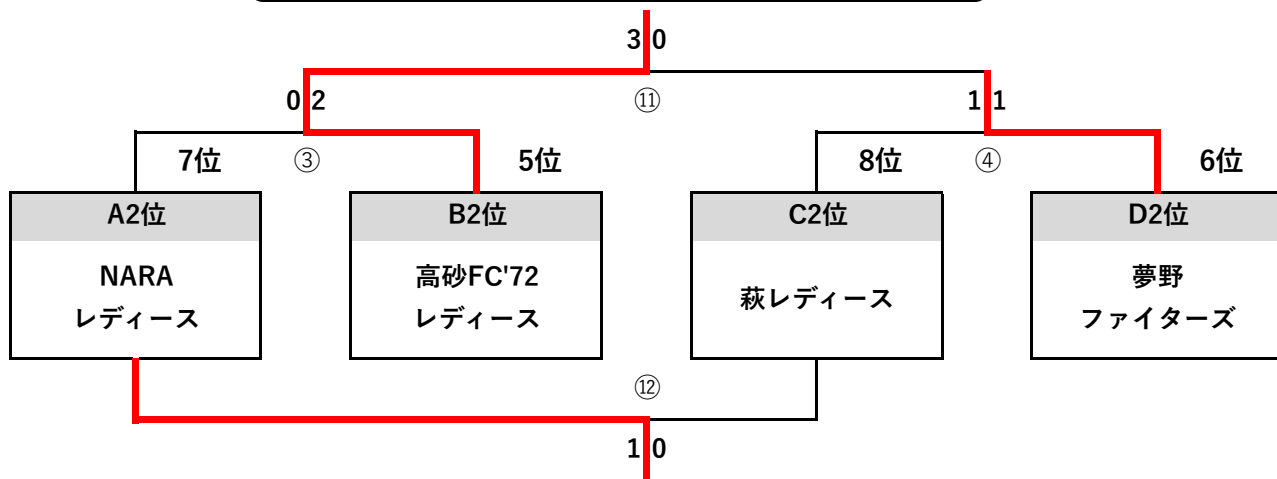 3 0
0 2
⑪
1 1
7位
③
5位
8位
④
6位
A2位
B2位
C2位
D2位
NARA
レディース
高砂FC'72
レディース
萩レディース
夢野
ファイターズ
⑫
1 0